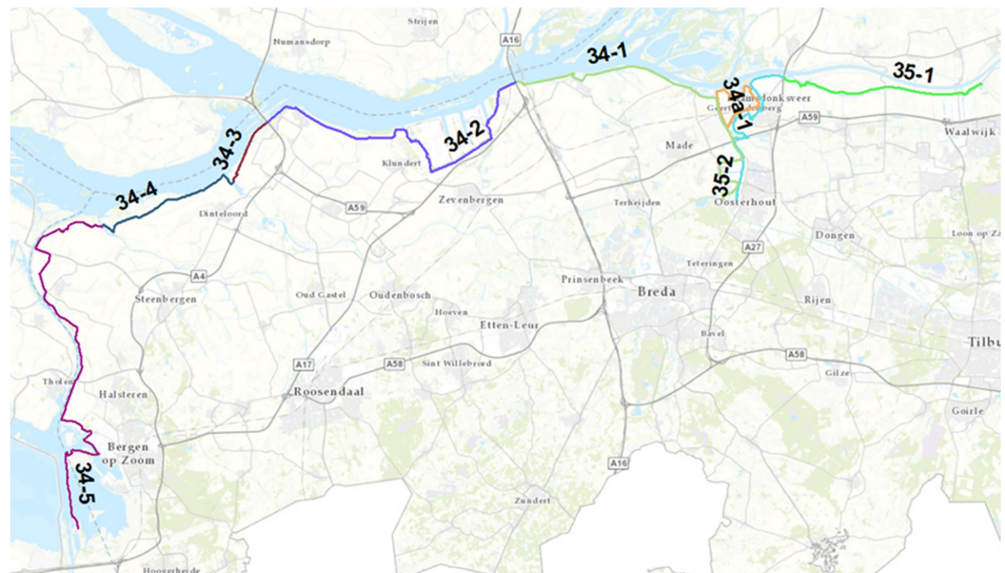 Strijen
Numansdorp
A16
34-1
35-1
34a-1
A59
Waalwijk
34-2
34-3
Klundert
Made
34-4
35-2
A59
Zevenbergen
Terheijden
Oosterhout
Dinteloord
Dongen
A27
A4
Teteringen
Prinsenbeek
Steenbergen
Oud Gastel
Oudenbosch
Breda
Rijen
Hoeven
Etten-Leur
Bavel
Tilbu
A17
A58
Sint Willebrord
A58
Gilze
Tholen
Halsteren
Roosendaal
Goirle
Bergen
op Zoom
A16
34-5
Zundert
Hoogerheide